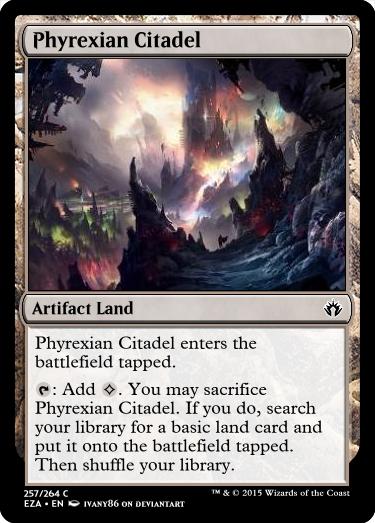 Phyrexian Citadel
Artifact Land
Phyrexian Citadel enters the
battlefield tapped.
: Add . You may sacrifice
Phyrexian Citadel. If you do, search
your library for a basic land card and
put it onto the battlefield tapped.
Then shuffle your library.
257/264 C
EZA • EN IVANY86 ON DEVIANTART
™ & © 2015 Wizards of the Coast